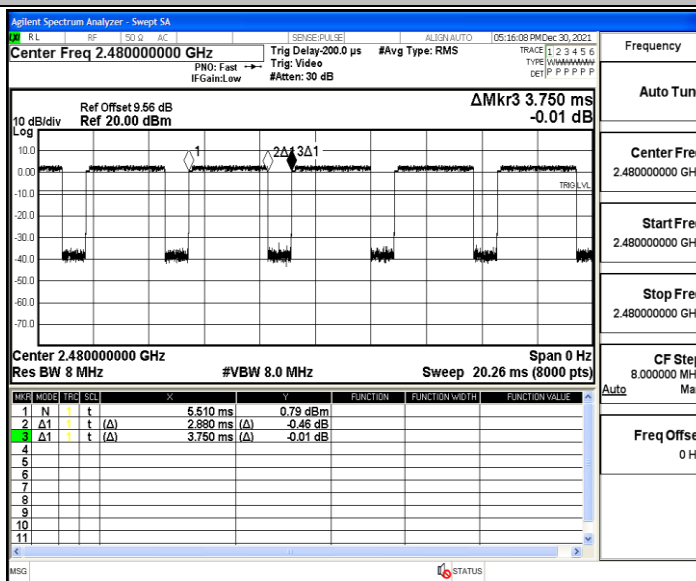 Agilent Spectrum Analyzer - Swept SA
LXI RL RF 50 Ω AC SENSE:PULSE ALIGN AUTO 05:16:08 PM Dec 30, 2021
Center Freq 2.480000000 GHz
PNO: Fast
IFGain:Low
Trig Delay-200.0 µs
Trig: Video
#Atten: 30 dB
#Avg Type: RMS
TRACE 1 2 3 4 5 6
TYPE WWWWWW
DET P P P P P P
Frequency
Auto Tun
Center Fre
2.480000000 GH
Start Fre
2.480000000 GH
Stop Fre
2.480000000 GH
CF Ste
8.000000 MH
Auto Ma
Freq Offse
0 H
ΔMkr3 3.750 ms
-0.01 dB
Ref Offset 9.56 dB
10 dB/div Ref 20.00 dBm
Log
10.0
0.00
-10.0
-20.0
-30.0
-40.0
-50.0
-60.0
-70.0
1
2Δ1
3Δ1
TRIG LVL
Center 2.480000000 GHz Span 0 Hz
Res BW 8 MHz #VBW 8.0 MHz Sweep 20.26 ms (8000 pts)
MKR MODE TRC SCL X Y FUNCTION FUNCTION WIDTH FUNCTION VALUE
1 N 1 t 5.510 ms 0.79 dBm
2 Δ1 1 t (Δ) 2.880 ms (Δ) -0.46 dB
3 Δ1 1 t (Δ) 3.750 ms (Δ) -0.01 dB
4
5
6
7
8
9
10
11
MSG STATUS